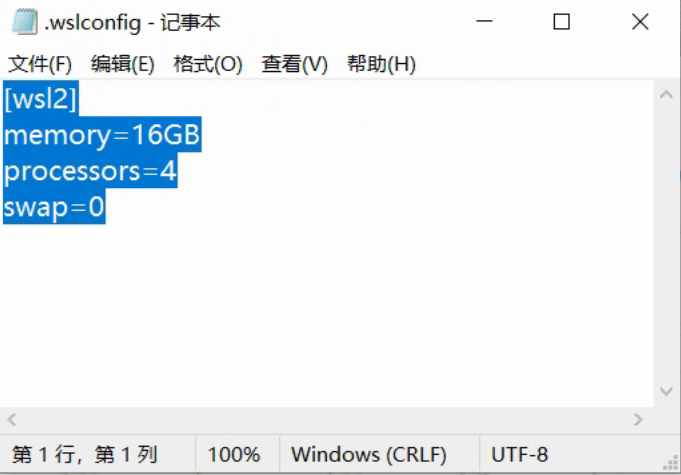 .wslconfig - 记事本
文件(F) 编辑(E) 格式(O) 查看(V) 帮助(H)
[wsl2]
memory=16GB
processors=4
swap=0
第 1 行，第 1 列 100% Windows (CRLF) UTF-8